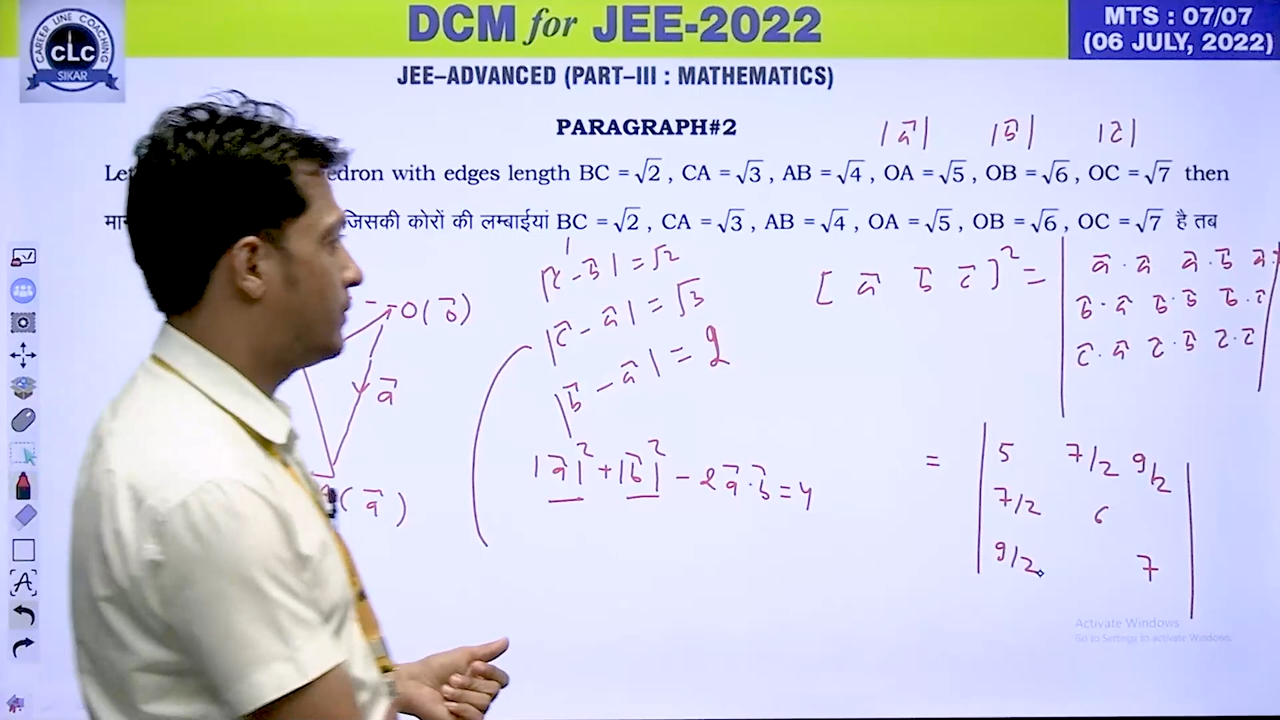 CAREER LINE COACHING
CLC
SIKAR
DCM for JEE-2022
MTS : 07/07
(06 JULY, 2022)
JEE–ADVANCED (PART–III : MATHEMATICS)
PARAGRAPH#2
|a⃗| |b⃗| |c⃗|
Let edron with edges length BC = √2 , CA = √3 , AB = √4 , OA = √5 , OB = √6 , OC = √7 then
जिसकी कोरों की लम्बाईयां BC = √2 , CA = √3 , AB = √4 , OA = √5 , OB = √6 , OC = √7 है तब
|c⃗ - b⃗| = √2
|c⃗ - a⃗| = √3
|b⃗ - a⃗| = 2
|a⃗|² + |b⃗|² - 2a⃗·b⃗ = 4
O(o⃗)
a⃗
(a⃗)
[a⃗ b⃗ c⃗]² =
a⃗·a⃗ a⃗·b⃗ a⃗·
b⃗·a⃗ b⃗·b⃗ b⃗·c⃗
c⃗·a⃗ c⃗·b⃗ c⃗·c⃗
= 5 7/2 9/2
7/2 6
9/2 7
Activate Windows
Go to Settings to activate Windows.
A